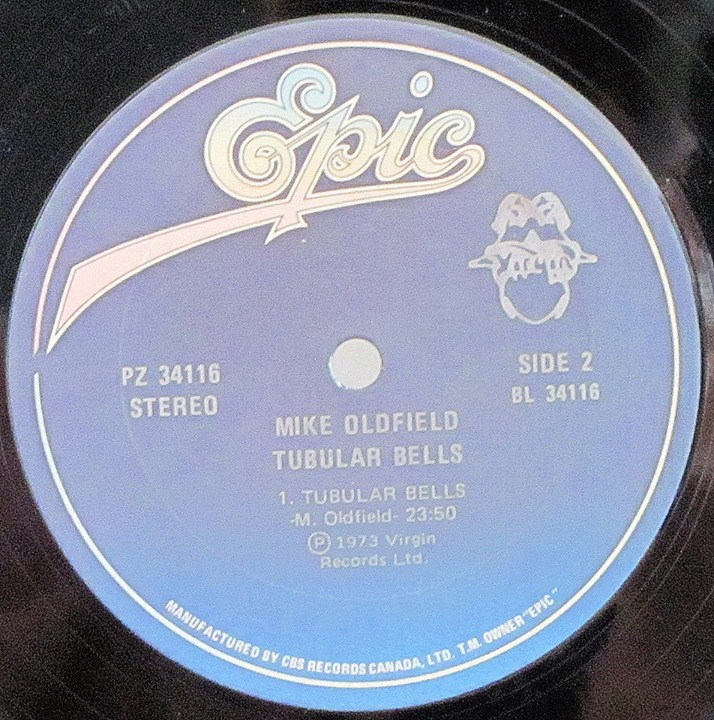 Epic
Virgin
PZ 34116
STEREO
SIDE 2
BL 34116
MIKE OLDFIELD
TUBULAR BELLS
1. TUBULAR BELLS
-M. Oldfield- 23:50
Ⓟ 1973 Virgin
Records Ltd.
MANUFACTURED BY CBS RECORDS CANADA, LTD. T.M. OWNER "EPIC"